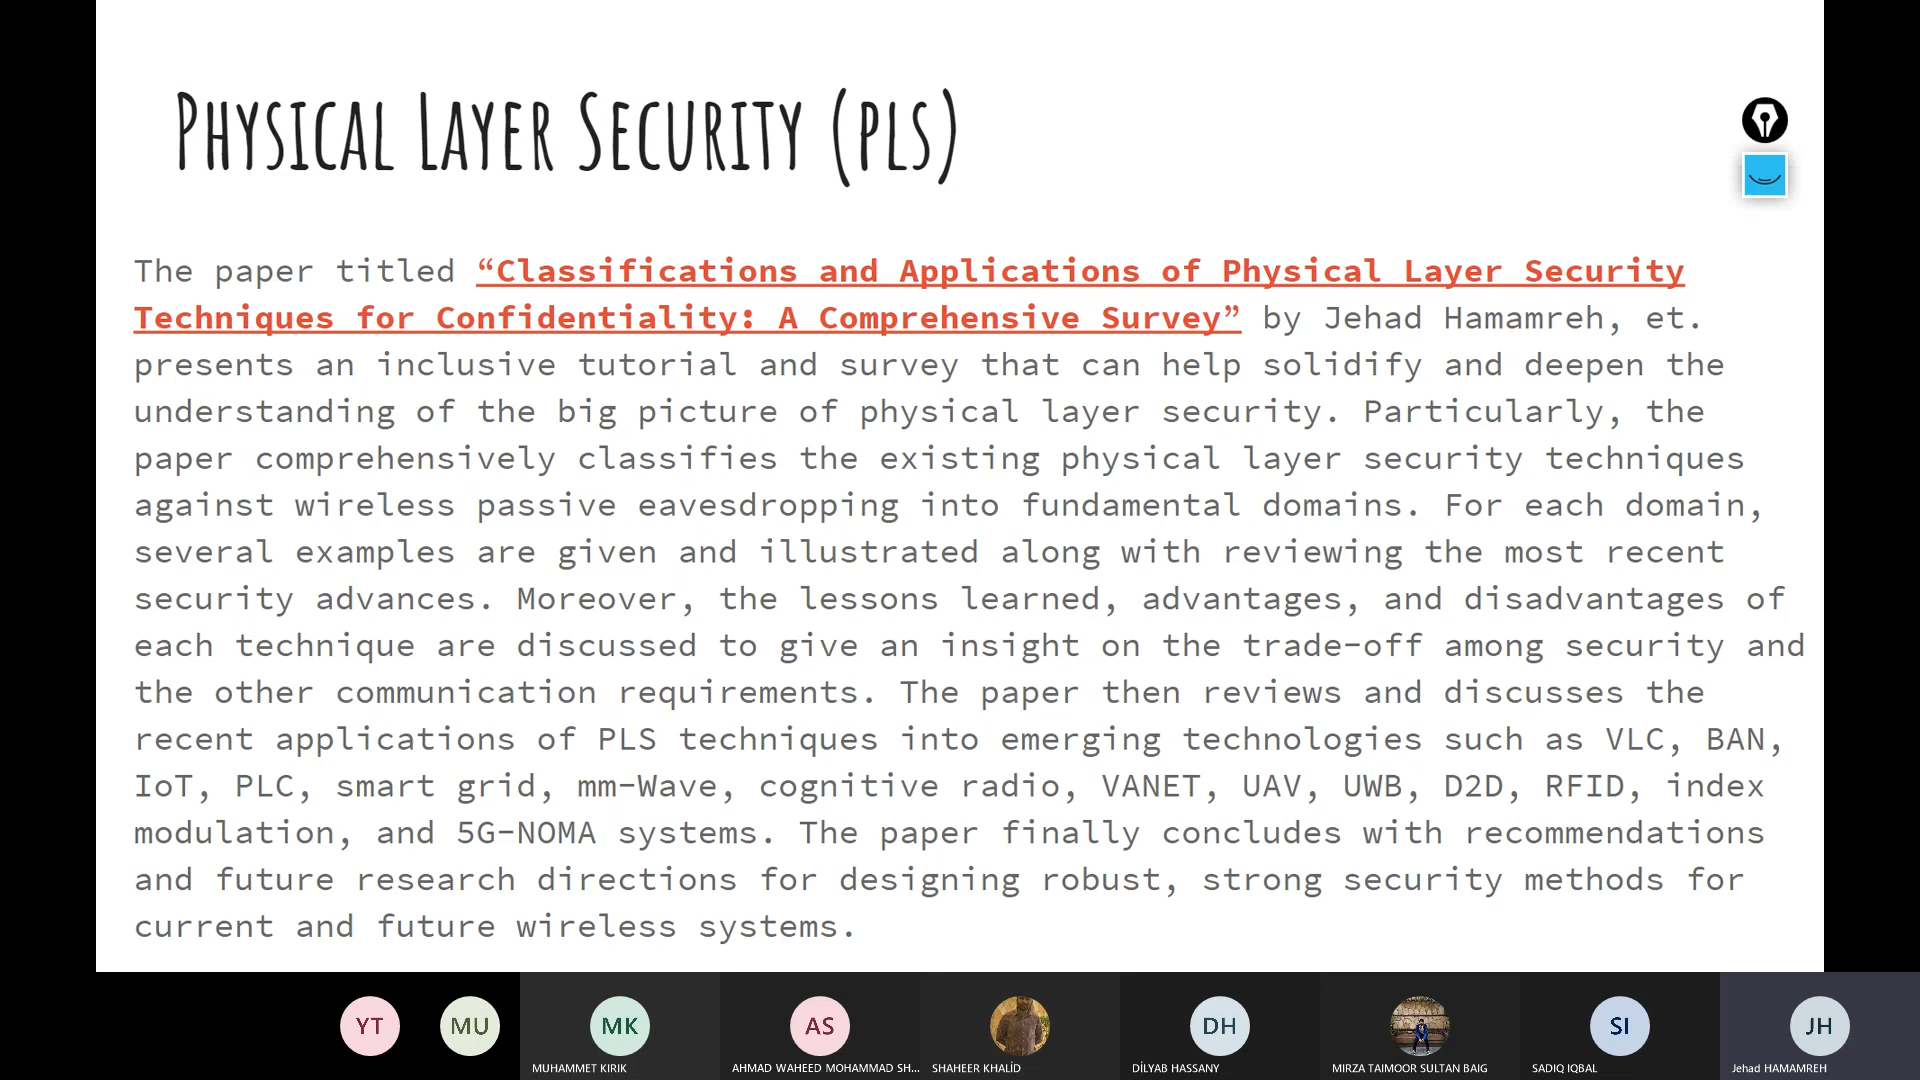 PHYSICAL LAYER SECURITY (PLS)
The paper titled “Classifications and Applications of Physical Layer Security
Techniques for Confidentiality: A Comprehensive Survey” by Jehad Hamamreh, et.
presents an inclusive tutorial and survey that can help solidify and deepen the
understanding of the big picture of physical layer security. Particularly, the
paper comprehensively classifies the existing physical layer security techniques
against wireless passive eavesdropping into fundamental domains. For each domain,
several examples are given and illustrated along with reviewing the most recent
security advances. Moreover, the lessons learned, advantages, and disadvantages of
each technique are discussed to give an insight on the trade-off among security and
the other communication requirements. The paper then reviews and discusses the
recent applications of PLS techniques into emerging technologies such as VLC, BAN,
IoT, PLC, smart grid, mm-Wave, cognitive radio, VANET, UAV, UWB, D2D, RFID, index
modulation, and 5G-NOMA systems. The paper finally concludes with recommendations
and future research directions for designing robust, strong security methods for
current and future wireless systems.
YT MU MK AS DH SI JH
MUHAMMET KIRIK AHMAD WAHEED MOHAMMAD SH... SHAHEER KHALİD DİLYAB HASSANY MIRZA TAIMOOR SULTAN BAIG SADIQ IQBAL Jehad HAMAMREH